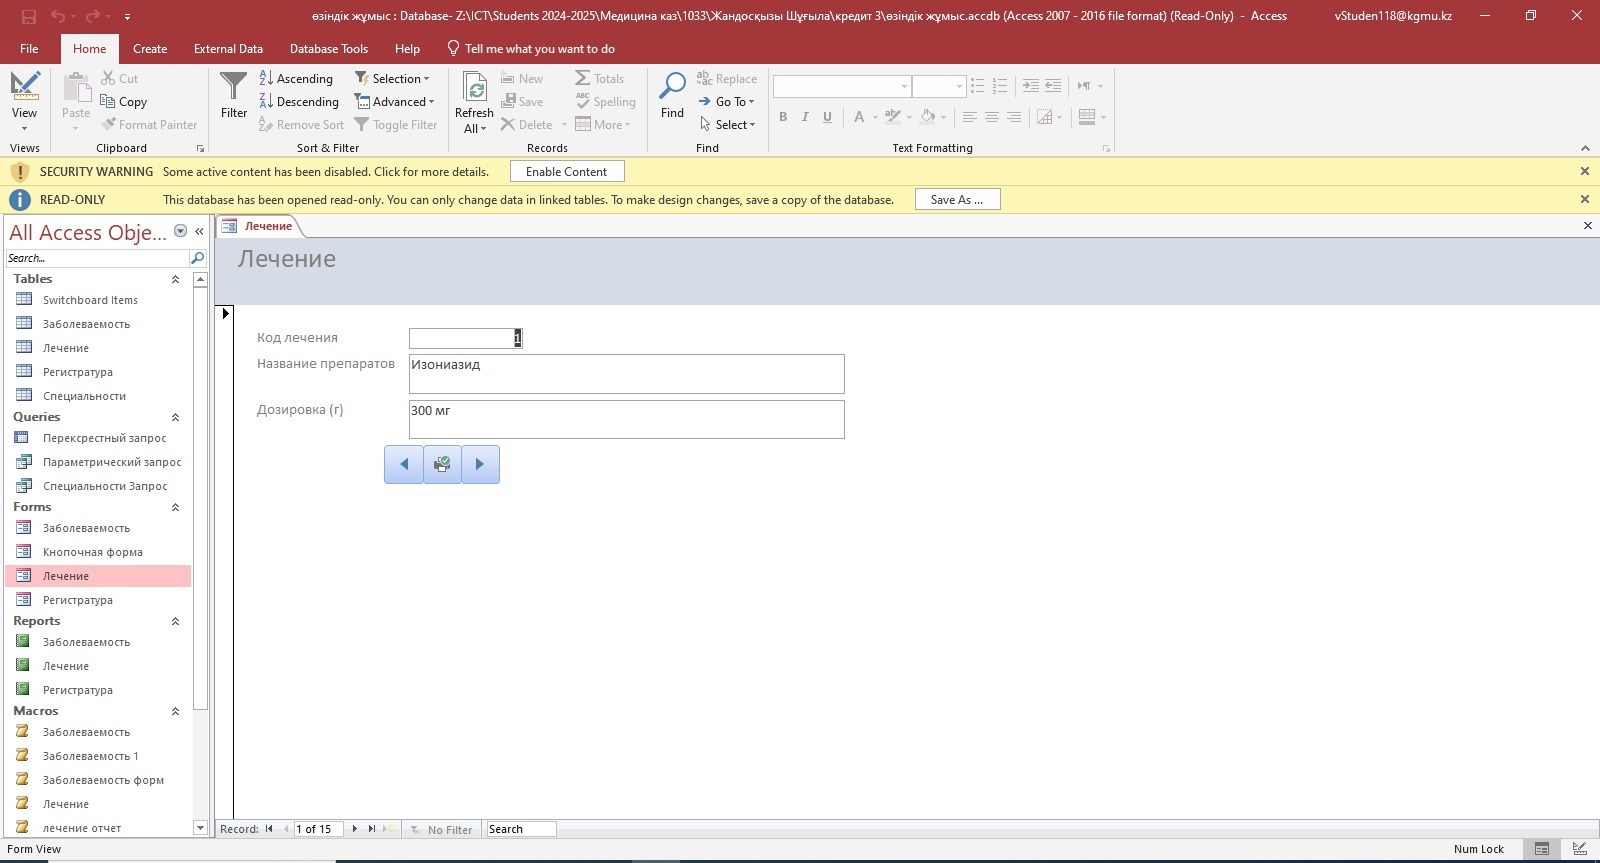 өзіндік жұмыс : Database- Z:\ICT\Students 2024-2025\Медицина каз\1033\Жандосқызы Шұғыла\кредит 3\өзіндік жұмыс.accdb (Access 2007 - 2016 file format) (Read-Only) - Access vStuden118@kgmu.kz
File Home Create External Data Database Tools Help Tell me what you want to do
View
Views
Paste
Cut
Copy
Format Painter
Clipboard
Filter
Ascending
Descending
Remove Sort
Selection
Advanced
Toggle Filter
Sort & Filter
Refresh
All
New
Save
Delete
Totals
Spelling
More
Records
Find
Replace
Go To
Select
Find
B I U A
Text Formatting
SECURITY WARNING Some active content has been disabled. Click for more details. Enable Content
READ-ONLY This database has been opened read-only. You can only change data in linked tables. To make design changes, save a copy of the database. Save As ...
All Access Obje...
Search...
Tables
Switchboard Items
Заболеваемость
Лечение
Регистратура
Специальности
Queries
Перексрестный запрос
Параметрический запрос
Специальности Запрос
Forms
Заболеваемость
Кнопочная форма
Лечение
Регистратура
Reports
Заболеваемость
Лечение
Регистратура
Macros
Заболеваемость
Заболеваемость 1
Заболеваемость форм
Лечение
лечение отчет
Лечение
Лечение
Код лечения 1
Название препаратов Изониазид
Дозировка (г) 300 мг
Record: 1 of 15 No Filter Search
Form View Num Lock